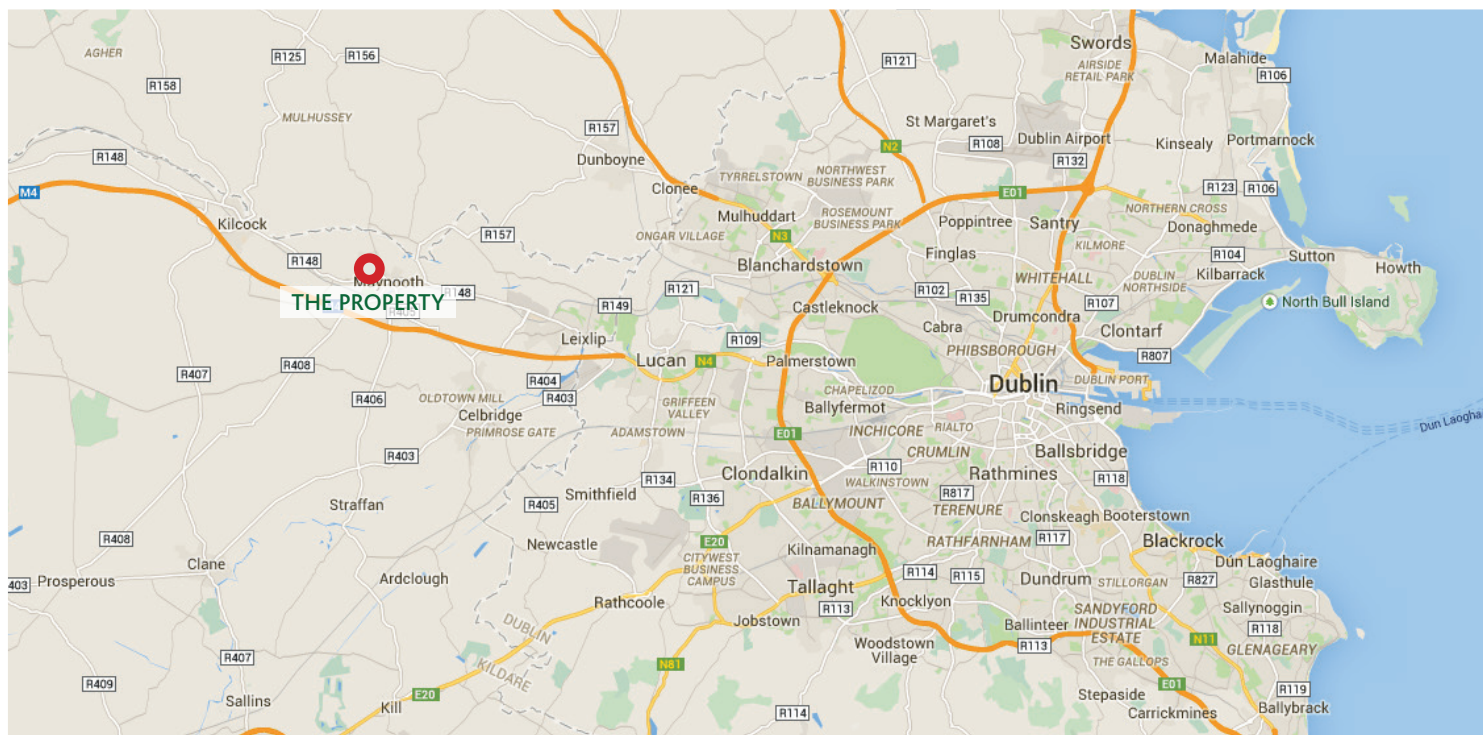 Swords
Malahide
AGHER
R125
R156
AIRSIDE
RETAIL PARK
R121
R106
R158
MULHUSSEY
St Margaret's
R157
Dublin Airport
Portmarnock
N2
R108
Kinsealy
R148
Dunboyne
R132
NORTHWEST
BUSINESS PARK
TYRRELSTOWN
M4
Clonee
E01
R123
R106
Kilcock
Mulhuddart
ROSEMOUNT
BUSINESS PARK
Poppintree
Santry
NORTHERN CROSS
Donaghmede
R157
ONGAR VILLAGE
N3
Finglas
KILMORE
R104
R148
Blanchardstown
WHITEHALL
DUBLIN
NORTHSIDE
Kilbarrack
Sutton
Howth
Maynooth
R148
R121
R102
R135
R107
North Bull Island
THE PROPERTY
R149
Castleknock
Drumcondra
R405
Cabra
Clontarf
Leixlip
R109
PHIBSBOROUGH
R807
Lucan
N4
Palmerstown
R408
R407
R404
Dublin
DUBLIN PORT
R406
OLDTOWN MILL
R403
CHAPELIZOD
Celbridge
GRIFFEEN
VALLEY
Ballyfermot
Ringsend
PRIMROSE GATE
ADAMSTOWN
E01
INCHICORE
RIALTO
Dun Laogha
R403
CRUMLIN
Ballsbridge
Clondalkin
R110
Rathmines
R134
WALKINSTOWN
R118
Smithfield
R136
R817
Straffan
R405
BALLYMOUNT
TERENURE
Clonskeagh
Booterstown
R408
E20
RATHFARNHAM
R117
Blackrock
Newcastle
CITYWEST
BUSINESS
CAMPUS
Kilnamanagh
Clane
Dún Laoghaire
R403
Prosperous
Ardclough
Tallaght
R114
R115
Dundrum
STILLORGAN
R827
Glasthule
Rathcoole
R113
Knocklyon
SANDYFORD
INDUSTRIAL
ESTATE
Sallynoggin
DUBLIN
Jobstown
Ballinteer
R118
Woodstown
Village
R113
N11
GLENAGEARY
R407
KILDARE
N81
THE GALLOPS
R409
E20
E01
R119
Sallins
Kill
Stepaside
R114
Carrickmines
Ballybrack